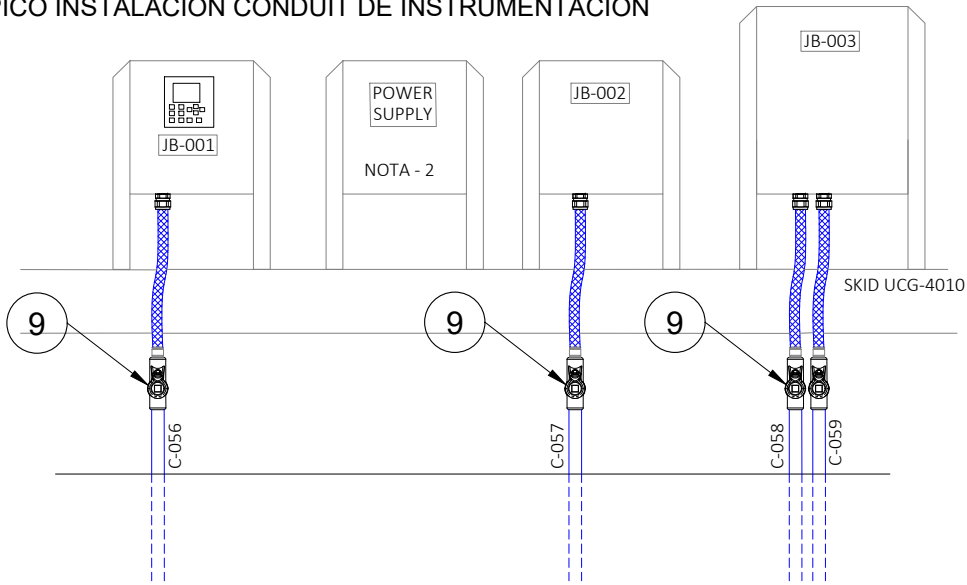 PICO INSTALACION CONDUIT DE INSTRUMENTACION
JB-001
POWER
SUPPLY
NOTA - 2
JB-002
JB-003
SKID UCG-4010
9
9
9
C-056
C-057
C-058
C-059